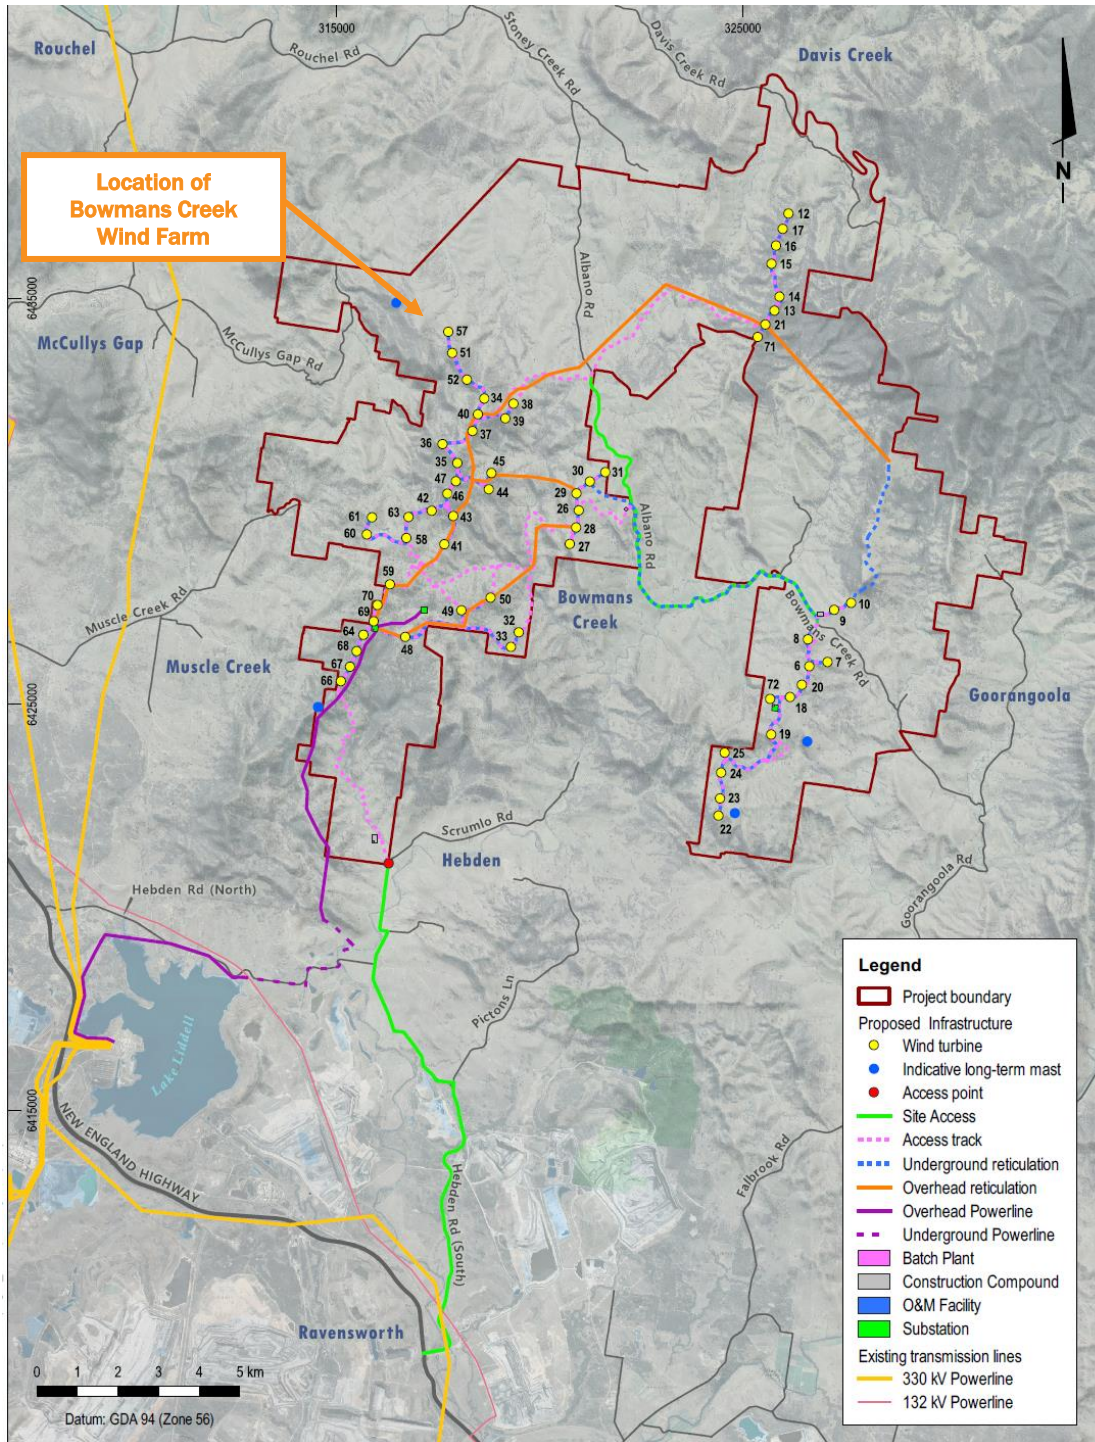 315000
325000
Rouchel
Rouchel Rd
Stoney Creek Rd
Davis Creek Rd
Davis Creek
N
Location of
Bowmans Creek
Wind Farm
12
17
16
15
14
13
21
71
Albano Rd
6435000
McCullys Gap
McCullys Gap Rd
57
51
52
34
38
40
39
37
36
35
45
47
44
46
42
43
61
63
60
58
41
30
31
29
26
28
27
Albano Rd
59
70
69
49
50
Bowmans
Creek
Muscle Creek Rd
64
48
32
33
68
67
66
Muscle Creek
10
9
8
Bowmans Creek Rd
6
7
20
72
18
19
Goorangoola
6425000
25
24
23
22
Scrumlo Rd
Hebden
Goorangoola Rd
Hebden Rd (North)
Pictons Ln
Lake Liddell
6415000
NEW ENGLAND HIGHWAY
Hebden Rd (South)
Falbrook Rd
Ravensworth
0 1 2 3 4 5 km
Datum: GDA 94 (Zone 56)
Legend
Project boundary
Proposed Infrastructure
Wind turbine
Indicative long-term mast
Access point
Site Access
Access track
Underground reticulation
Overhead reticulation
Overhead Powerline
Underground Powerline
Batch Plant
Construction Compound
O&M Facility
Substation
Existing transmission lines
330 kV Powerline
132 kV Powerline